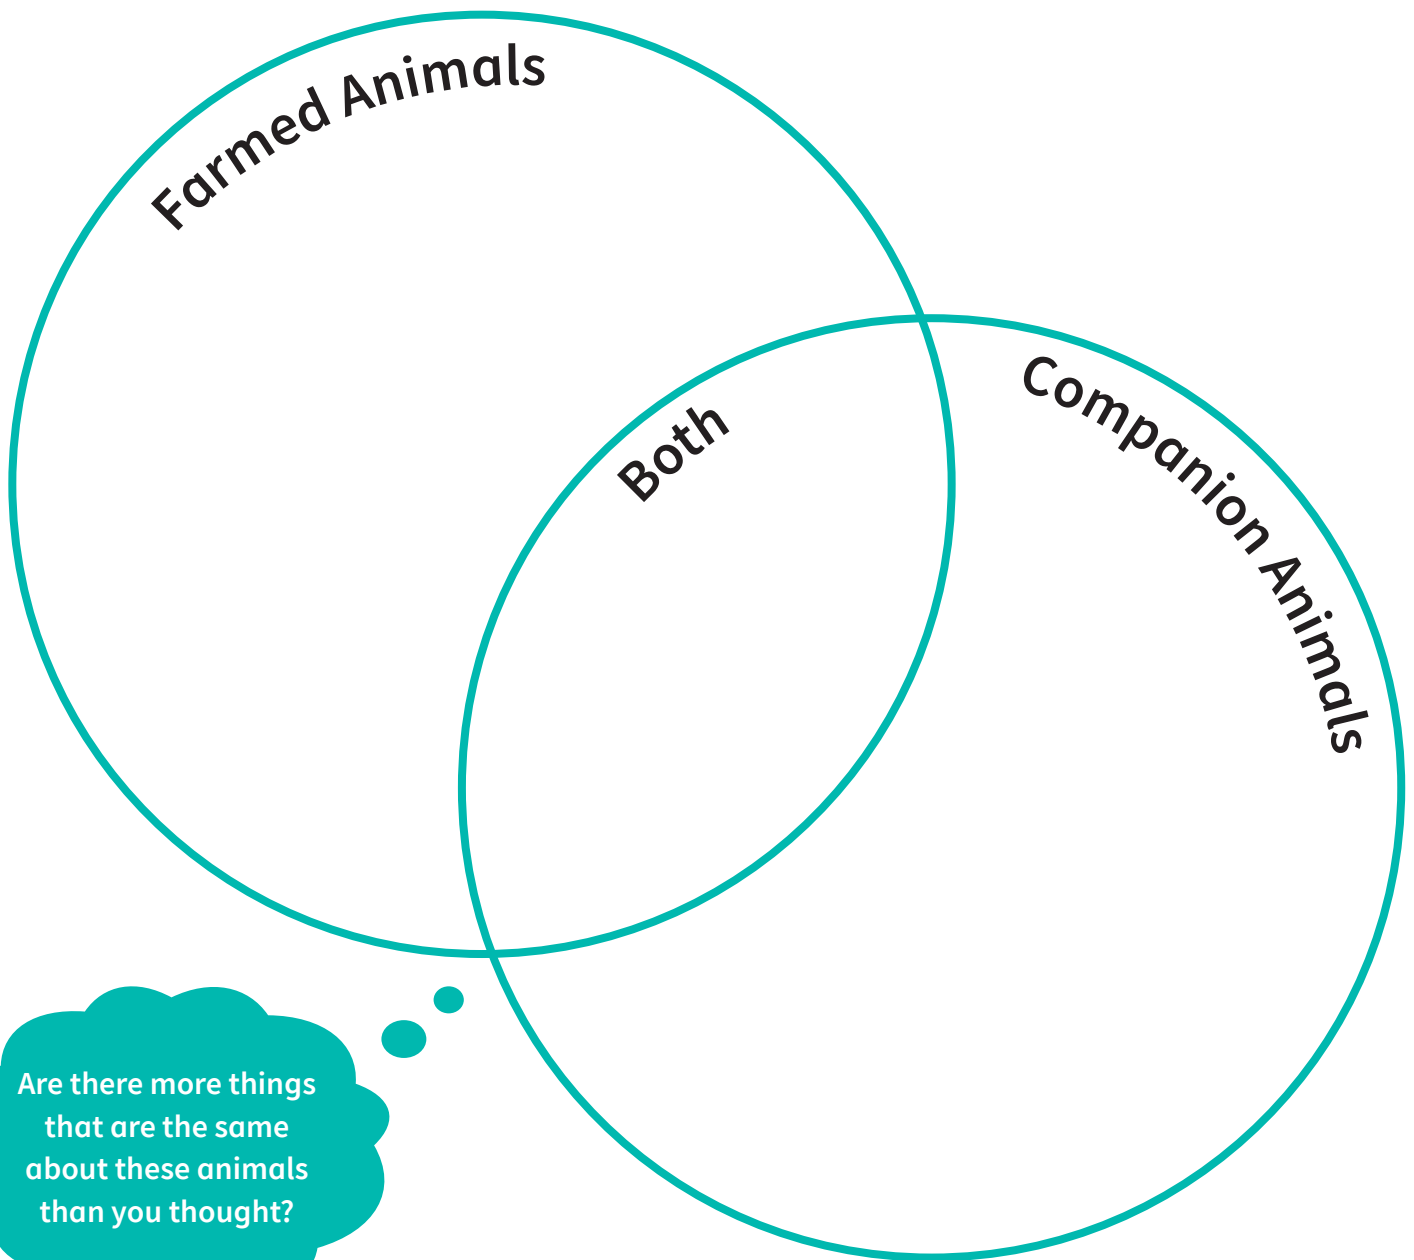 Farmed Animals
Both
Companion Animals
Are there more things
that are the same
about these animals
than you thought?